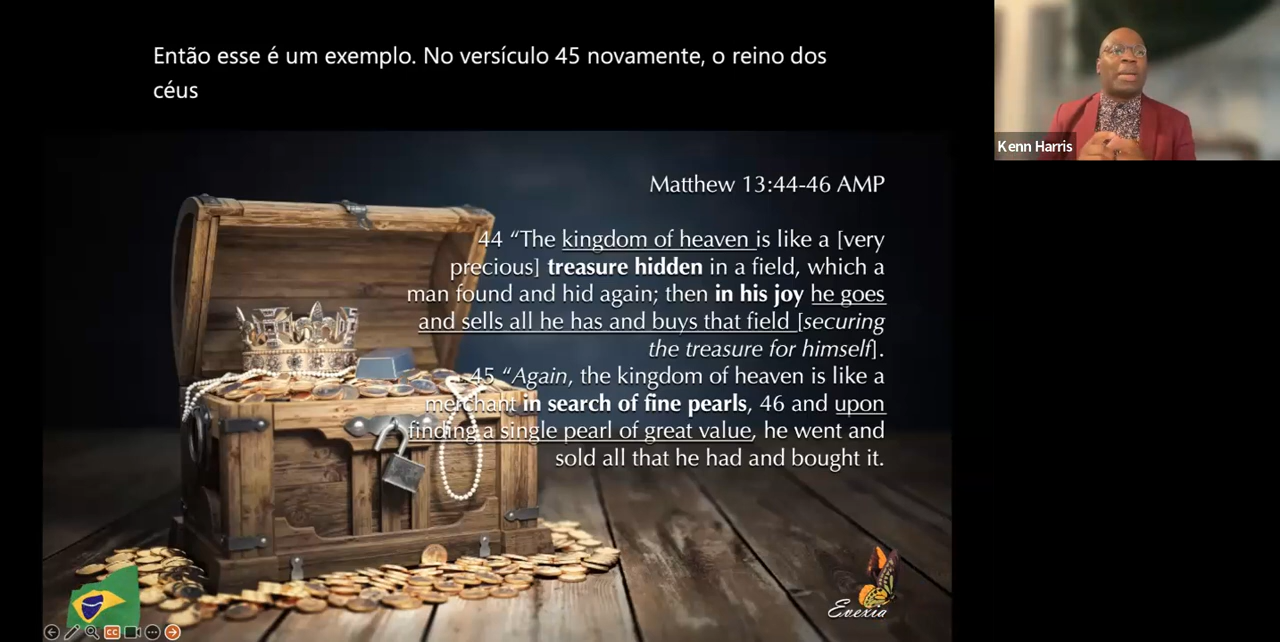 Então esse é um exemplo. No versículo 45 novamente, o reino dos
céus
Kenn Harris
Matthew 13:44-46 AMP
44 “The kingdom of heaven is like a [very
precious] treasure hidden in a field, which a
man found and hid again; then in his joy he goes
and sells all he has and buys that field [securing
the treasure for himself].
45 “Again, the kingdom of heaven is like a
merchant in search of fine pearls, 46 and upon
finding a single pearl of great value, he went and
sold all that he had and bought it.
Evexia
CC